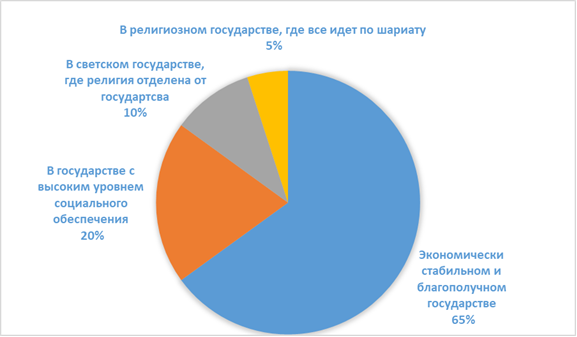 В религиозном государстве, где все идет по шариату
5%
В светском государстве,
где религия отделена от
государтсва
10%
В государстве с
высоким уровнем
социального
обеспечения
20%
Экономически
стабильном и
благополучном
государстве
65%